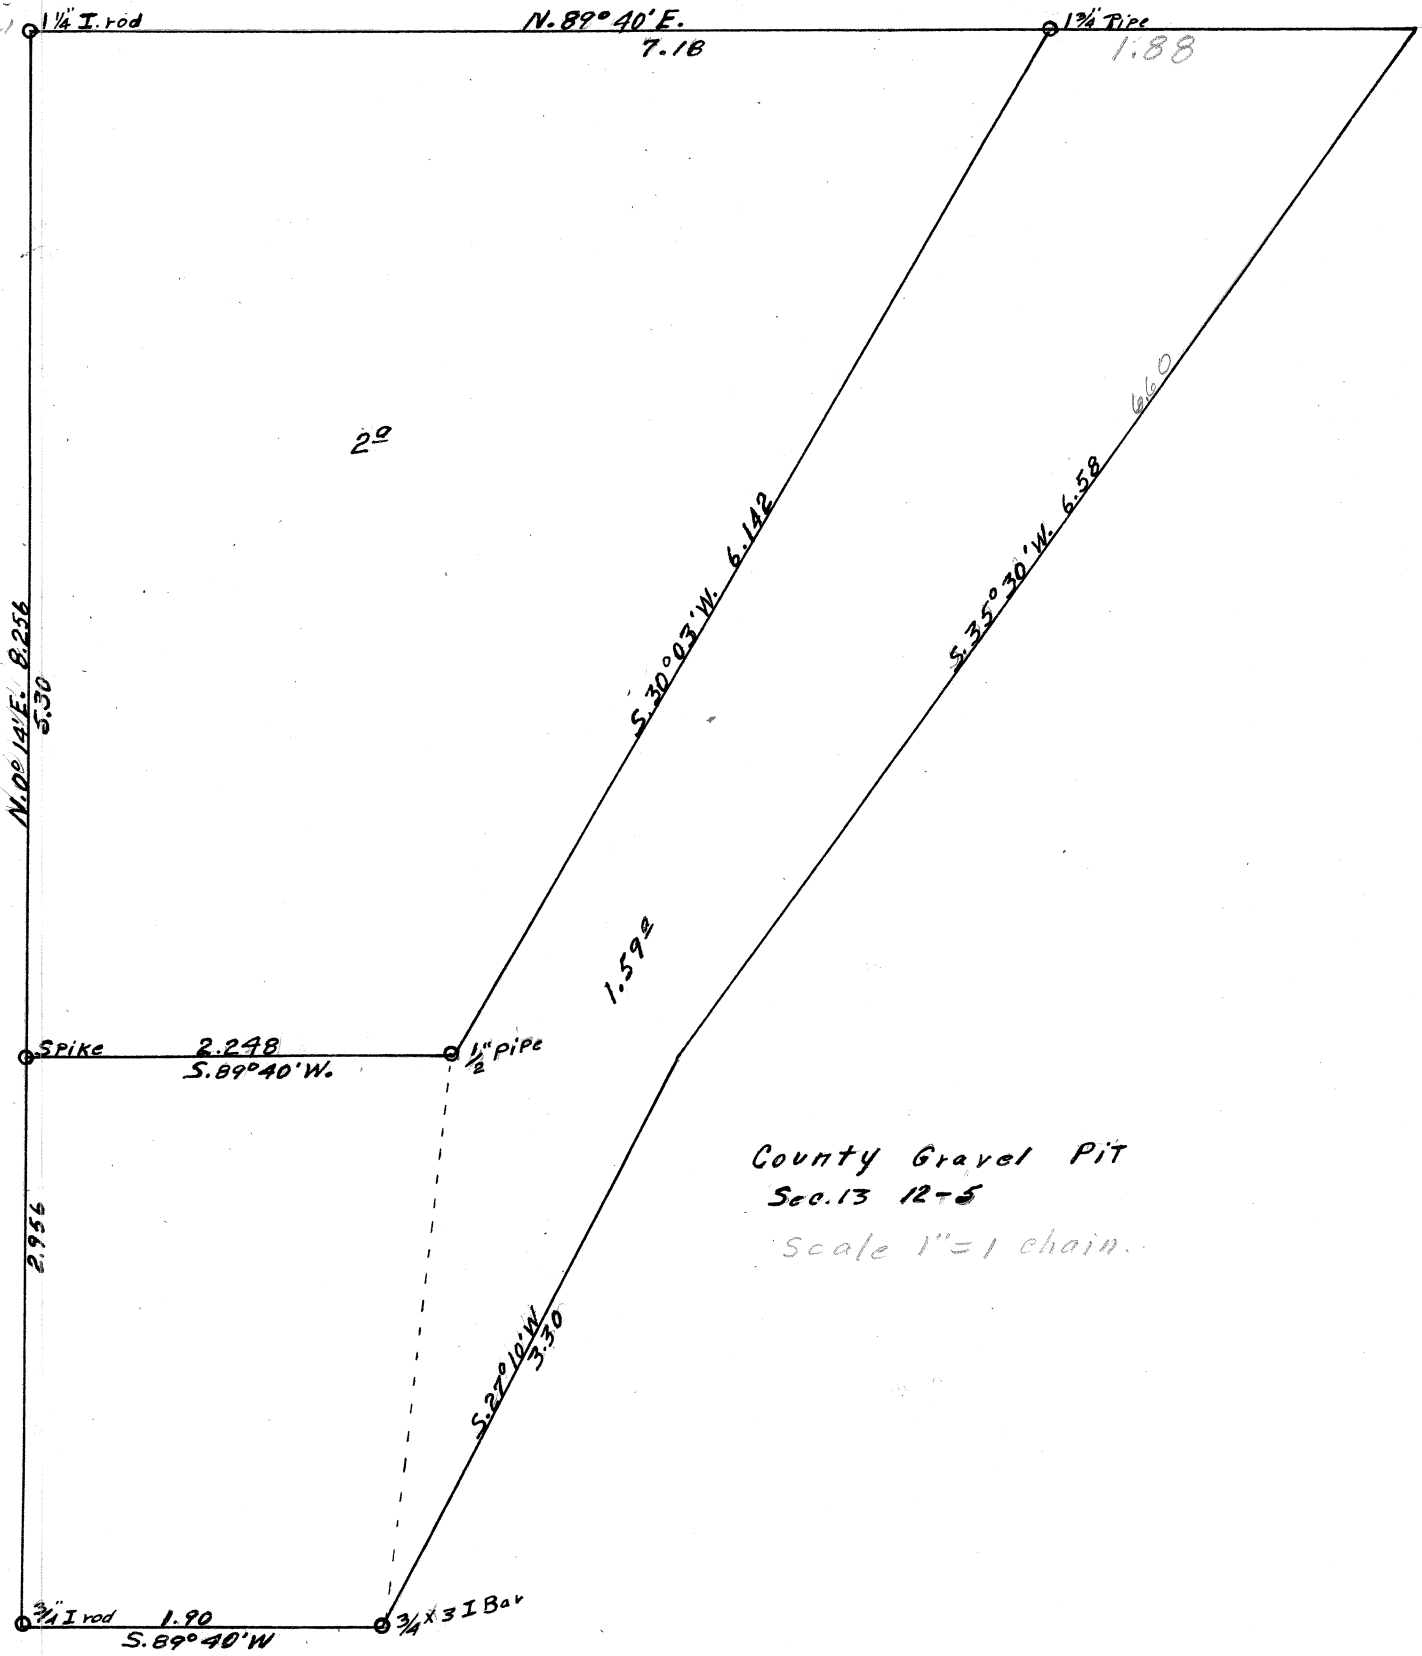 1¼" I. rod
N. 89° 40' E.
7.18
1¾" Pipe
1.88
2ª
6.60
S. 35° 30' W. 6.58
S. 30° 03' W. 6.142
N. 0° 14' E. 8.256
5.30
1.59ª
Spike
2.248
S. 89° 40' W.
½" Pipe
County Gravel Pit
Sec. 13 12-5
Scale 1" = 1 chain.
2.956
S. 27° 10' W
3.30
¾" I rod
1.90
S. 89° 40' W
¾ x 3 I Bar